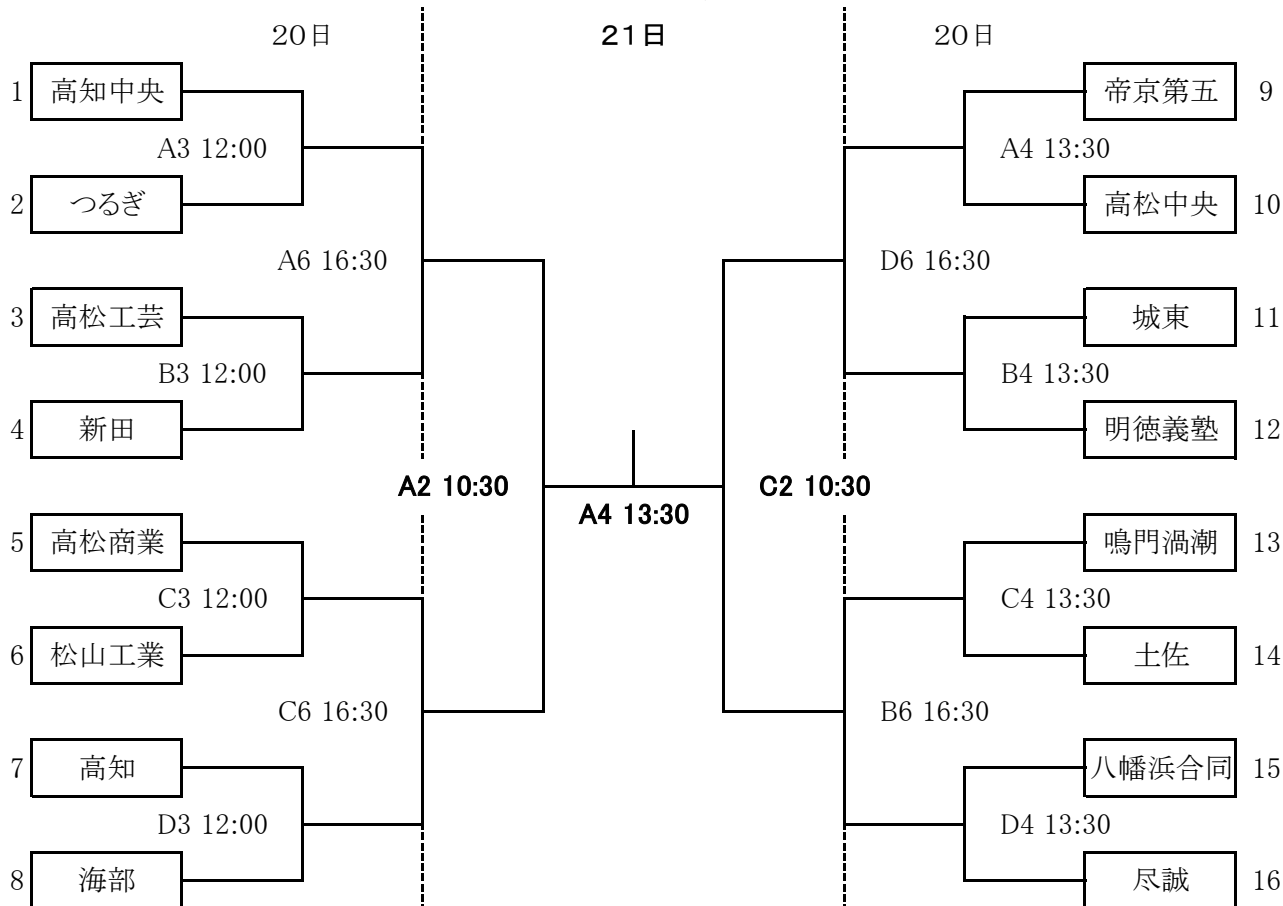 20日 21日 20日
1 高知中央 帝京第五 9
A3 12:00 A4 13:30
2 つるぎ 高松中央 10
A6 16:30 D6 16:30
3 高松工芸 城東 11
B3 12:00 B4 13:30
4 新田 明徳義塾 12
A2 10:30 C2 10:30
A4 13:30
5 高松商業 鳴門渦潮 13
C3 12:00 C4 13:30
6 松山工業 土佐 14
C6 16:30 B6 16:30
7 高知 八幡浜合同 15
D3 12:00 D4 13:30
8 海部 尽誠 16